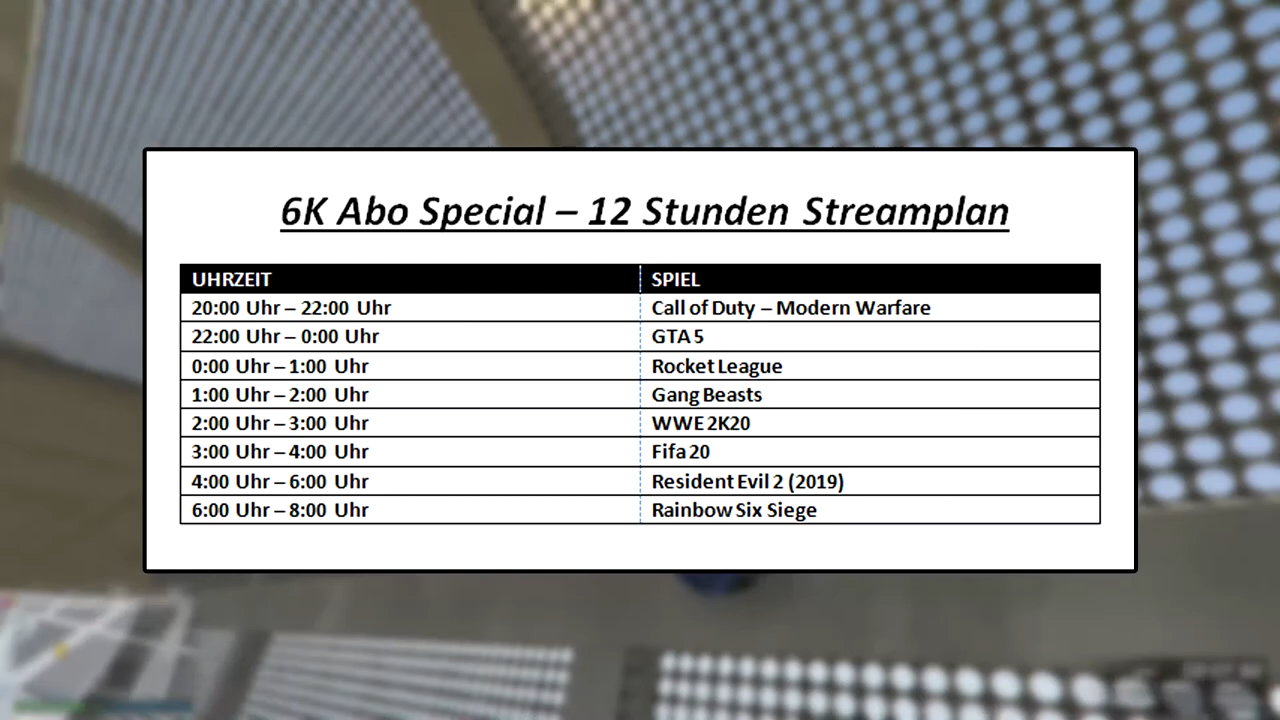 6K Abo Special – 12 Stunden Streamplan
UHRZEIT SPIEL
20:00 Uhr – 22:00 Uhr Call of Duty – Modern Warfare
22:00 Uhr – 0:00 Uhr GTA 5
0:00 Uhr – 1:00 Uhr Rocket League
1:00 Uhr – 2:00 Uhr Gang Beasts
2:00 Uhr – 3:00 Uhr WWE 2K20
3:00 Uhr – 4:00 Uhr Fifa 20
4:00 Uhr – 6:00 Uhr Resident Evil 2 (2019)
6:00 Uhr – 8:00 Uhr Rainbow Six Siege